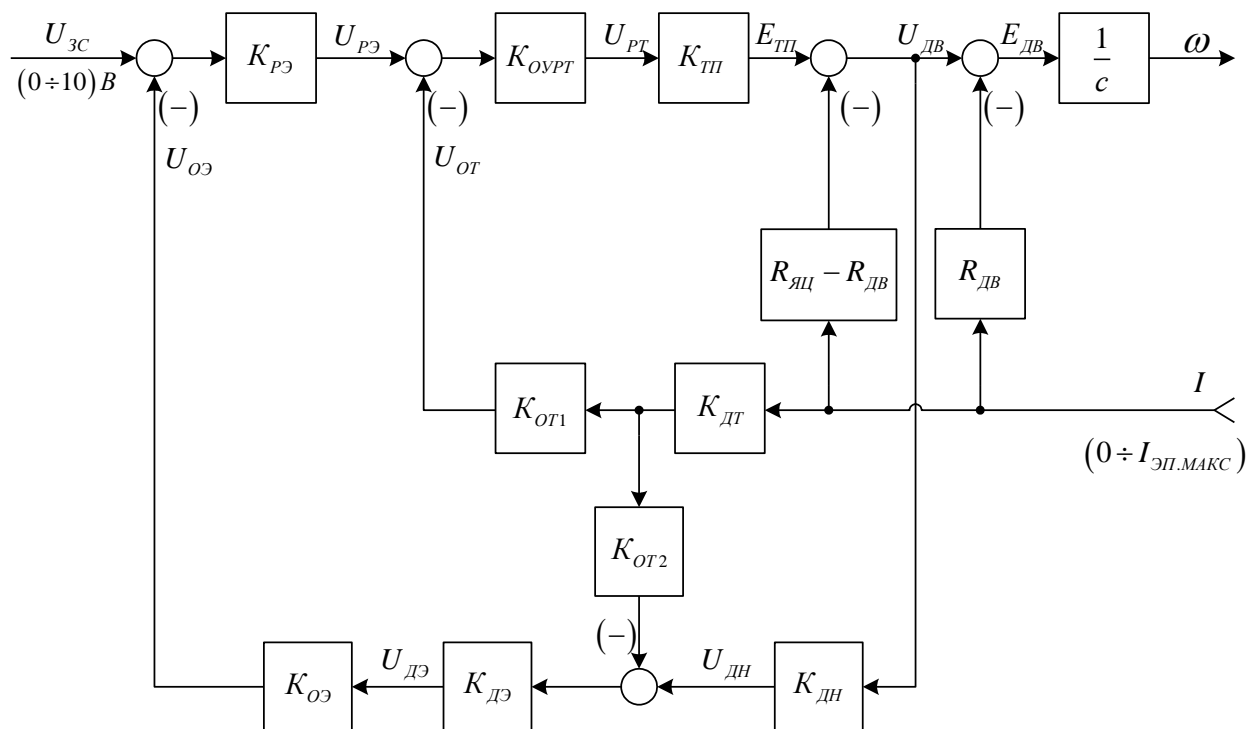 U_ЗС
(0÷10)В
(−)
U_ОЭ
K_РЭ
U_РЭ
(−)
U_ОТ
K_ОУРТ
U_РТ
K_ТП
E_ТП
(−)
U_ДВ
(−)
E_ДВ
1/c
ω
R_ЯЦ − R_ДВ
R_ДВ
K_ОТ1
K_ДТ
I
(0÷I_ЭП.МАКС)
K_ОТ2
(−)
K_ОЭ
U_ДЭ
K_ДЭ
U_ДН
K_ДН